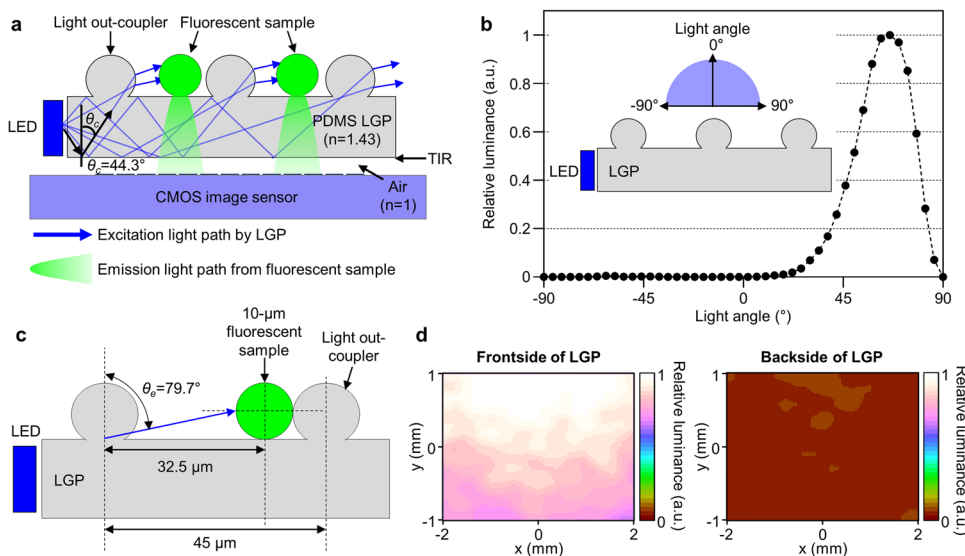 a
Light out-coupler
Fluorescent sample
LED
θc
θc=44.3°
PDMS LGP
(n=1.43)
TIR
Air
(n=1)
CMOS image sensor
Excitation light path by LGP
Emission light path from fluorescent sample
b
Relative luminance (a.u.)
1
0.8
0.6
0.4
0.2
0
-90
-45
0
45
90
Light angle (°)
Light angle
0°
-90°
90°
LED
LGP
c
10-μm
fluorescent
sample
Light out-
coupler
θe=79.7°
LED
LGP
32.5 μm
45 μm
d
Frontside of LGP
y (mm)
1
0
-1
-2
0
2
x (mm)
1
0
Relative luminance (a.u.)
Backside of LGP
y (mm)
1
0
-1
-2
0
2
x (mm)
1
0
Relative luminance (a.u.)